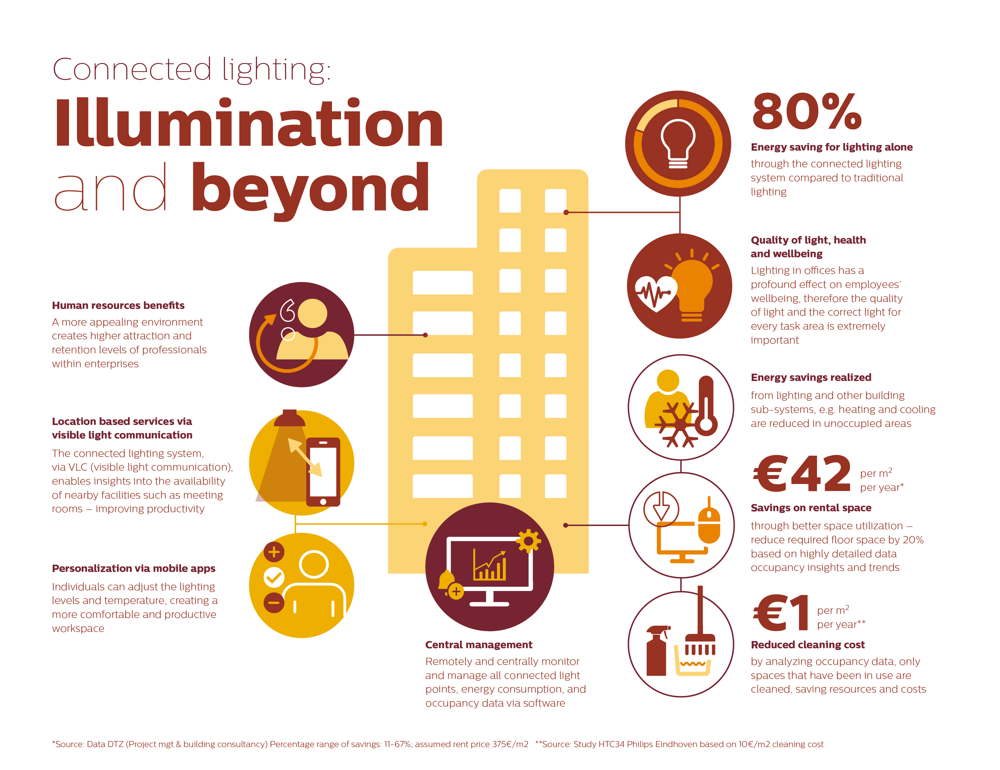 Connected lighting:
Illumination
and beyond
80%
Energy saving for lighting alone
through the connected lighting
system compared to traditional
lighting
Quality of light, health
and wellbeing
Lighting in offices has a
profound effect on employees’
wellbeing, therefore the quality
of light and the correct light for
every task area is extremely
important
Human resources benefits
A more appealing environment
creates higher attraction and
retention levels of professionals
within enterprises
Energy savings realized
from lighting and other building
sub-systems, e.g. heating and cooling
are reduced in unoccupied areas
Location based services via
visible light communication
The connected lighting system,
via VLC (visible light communication),
enables insights into the availability
of nearby facilities such as meeting
rooms – improving productivity
€42 per m²
per year*
Savings on rental space
through better space utilization –
reduce required floor space by 20%
based on highly detailed data
occupancy insights and trends
Personalization via mobile apps
Individuals can adjust the lighting
levels and temperature, creating a
more comfortable and productive
workspace
€1 per m²
per year**
Reduced cleaning cost
by analyzing occupancy data, only
spaces that have been in use are
cleaned, saving resources and costs
Central management
Remotely and centrally monitor
and manage all connected light
points, energy consumption, and
occupancy data via software
*Source: Data DTZ (Project mgt & building consultancy) Percentage range of savings: 11-67%; assumed rent price 375€/m2 **Source: Study HTC34 Philips Eindhoven based on 10€/m2 cleaning cost